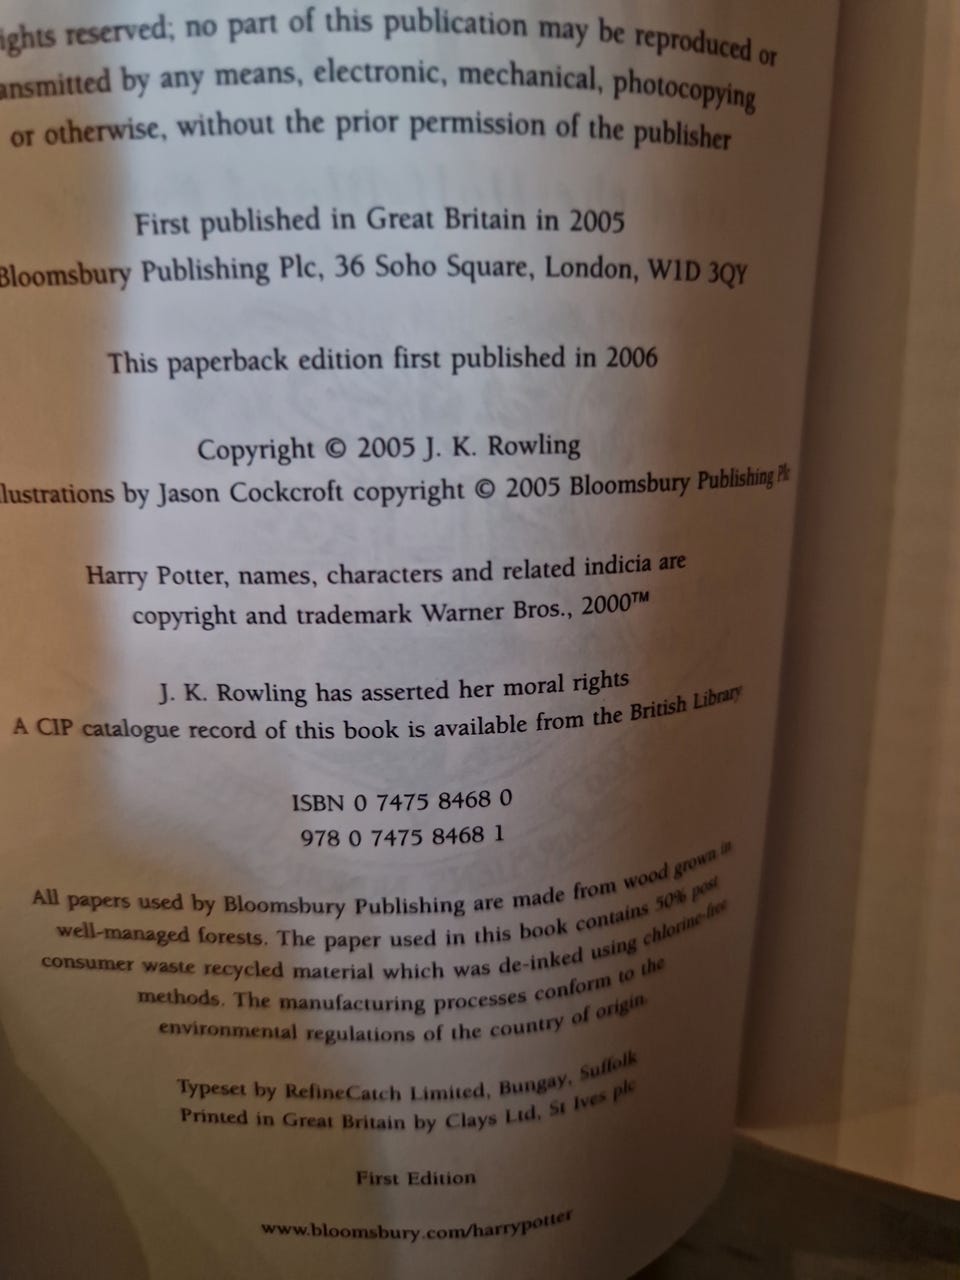 ights reserved; no part of this publication may be reproduced or
ansmitted by any means, electronic, mechanical, photocopying
or otherwise, without the prior permission of the publisher
First published in Great Britain in 2005
Bloomsbury Publishing Plc, 36 Soho Square, London, W1D 3QY
This paperback edition first published in 2006
Copyright © 2005 J. K. Rowling
llustrations by Jason Cockcroft copyright © 2005 Bloomsbury Publishing Plc
Harry Potter, names, characters and related indicia are
copyright and trademark Warner Bros., 2000™
J. K. Rowling has asserted her moral rights
A CIP catalogue record of this book is available from the British Library
ISBN 0 7475 8468 0
978 0 7475 8468 1
All papers used by Bloomsbury Publishing are made from wood grown in
well-managed forests. The paper used in this book contains 50% post
consumer waste recycled material which was de-inked using chlorine-free
methods. The manufacturing processes conform to the
environmental regulations of the country of origin.
Typeset by RefineCatch Limited, Bungay, Suffolk
Printed in Great Britain by Clays Ltd, St Ives plc
First Edition
www.bloomsbury.com/harrypotter